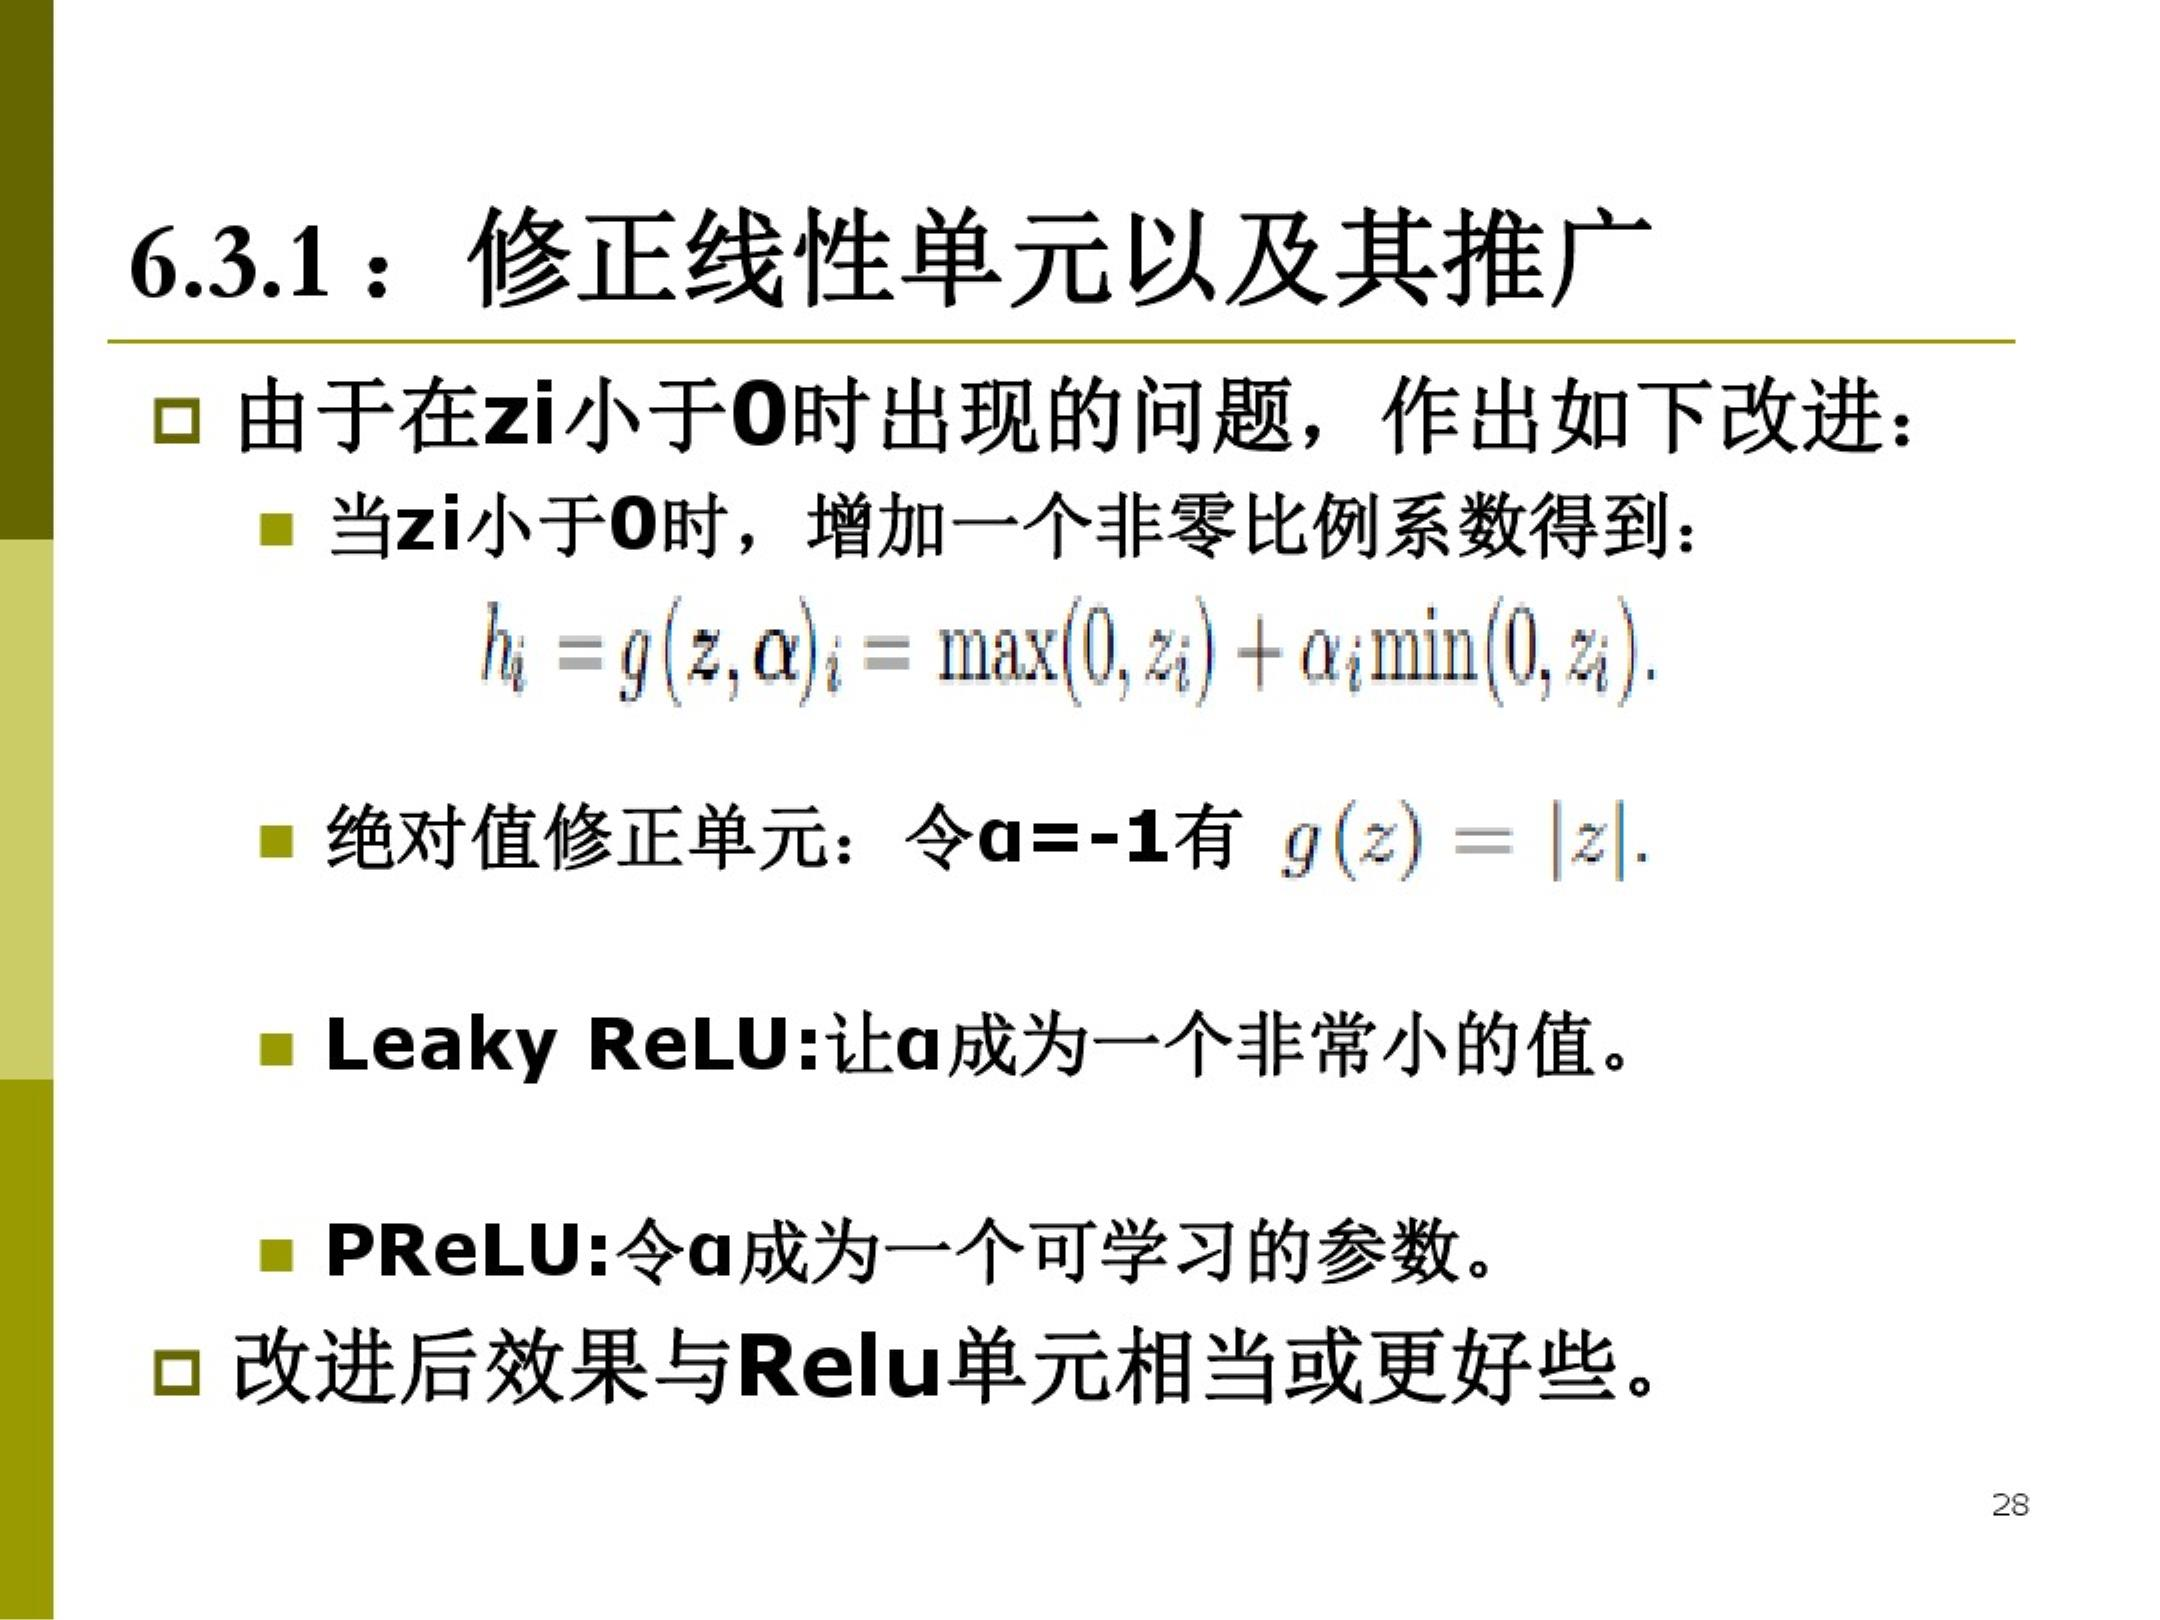 6.3.1：修正线性单元以及其推广
由于在zi小于0时出现的问题，作出如下改进：
当zi小于0时，增加一个非零比例系数得到：
h_i = g(z, α)_i = max(0, z_i) + α_i min(0, z_i).
绝对值修正单元：令α=-1有 g(z) = |z|.
Leaky ReLU:让α成为一个非常小的值。
PReLU:令α成为一个可学习的参数。
改进后效果与Relu单元相当或更好些。
28